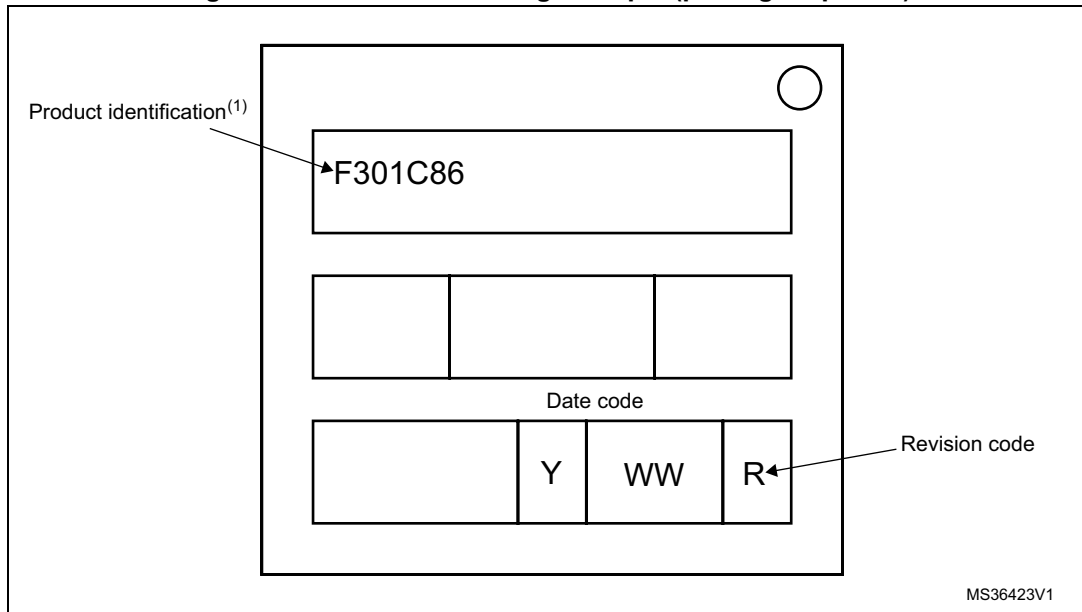 Product identification(1)
F301C86
Date code
Y WW R
Revision code
MS36423V1